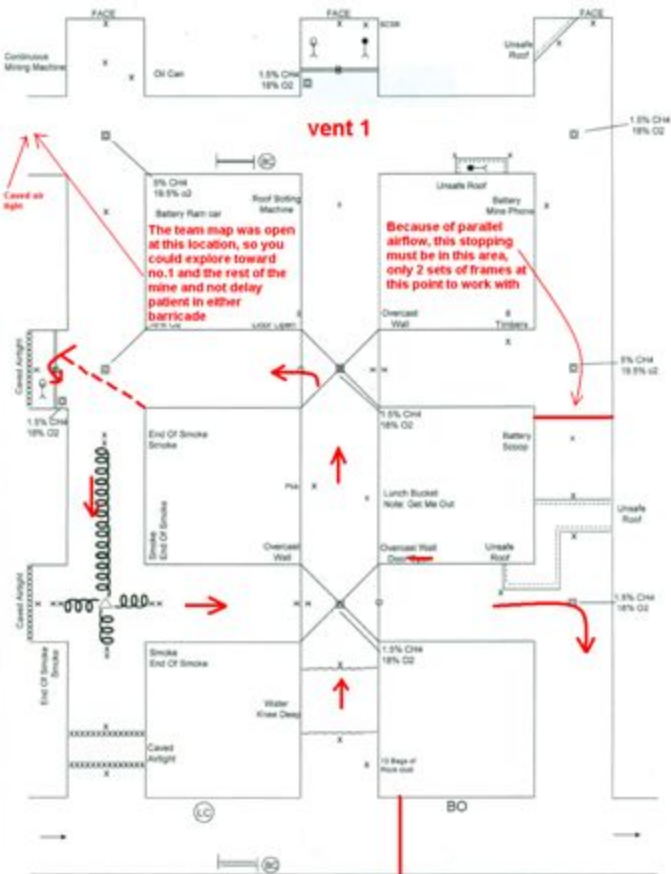 FACE
FACE
FACE
Continuous
Mining Machine
Oil Can
SCSR
1.5% CH4
18% O2
Unsafe
Roof
vent 1
1.5% CH4
18% O2
Caved air
tight
BC
5% CH4
19.5% o2
Battery Ram car
Roof Bolting
Machine
Unsafe Roof
Battery
Mine Phone
The team map was open
at this location, so you
could explore toward
no.1 and the rest of the
mine and not delay
patient in either
barricade
Because of parallel
airflow, this stopping
must be in this area,
only 2 sets of frames at
this point to work with
Door Open
Overcast
Wall
Timbers
Caved Airtight
5% CH4
19.5% o2
1.5% CH4
18% O2
1.5% CH4
18% O2
End Of Smoke
Smoke
Battery
Scoop
Lunch Bucket
Note: Get Me Out
Smoke
End Of Smoke
Unsafe
Roof
Overcast
Wall
Overcast Wall
Unsafe
Roof
Caved Airtight
1.5% CH4
18% O2
Smoke
End Of Smoke
1.5% CH4
18% O2
End Of Smoke
Smoke
Water
Knee Deep
Caved
Airtight
10 Bags of
Rock dust
LC
BO
BC